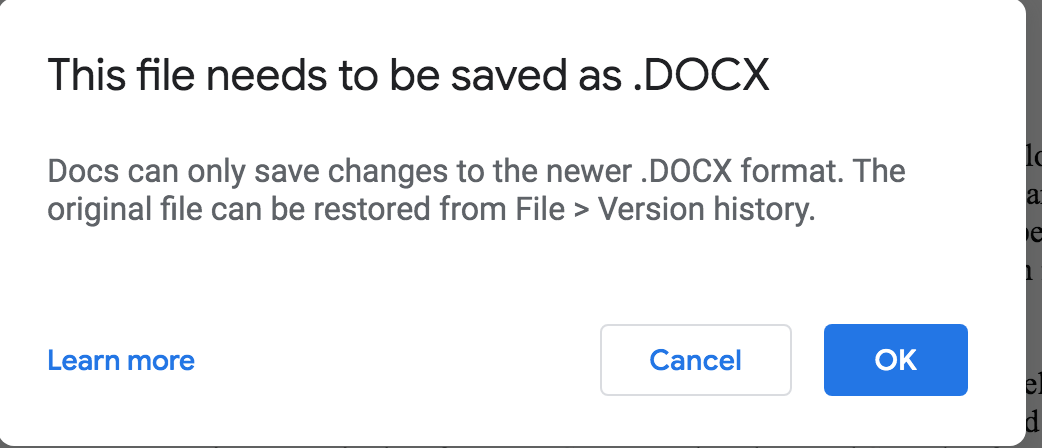 This file needs to be saved as .DOCX
Docs can only save changes to the newer .DOCX format. The
original file can be restored from File > Version history.
Learn more
Cancel
OK